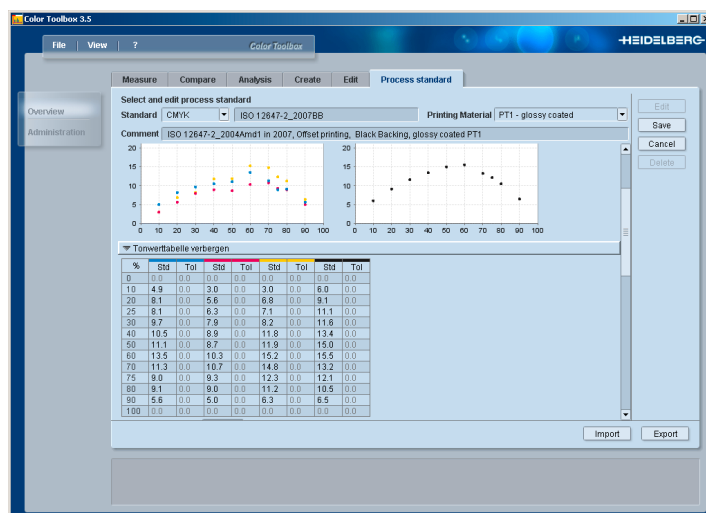 Color Toolbox 3.5
File View ? Color Toolbox HEIDELBERG
Measure Compare Analysis Create Edit Process standard
Overview
Administration
Select and edit process standard
Standard CMYK ISO 12647-2_2007BB Printing Material PT1 - glossy coated
Comment ISO 12647-2_2004Amd1 in 2007, Offset printing, Black Backing, glossy coated PT1
Edit
Save
Cancel
Delete
20 20
15 15
10 10
5 5
0 0
0 10 20 30 40 50 60 70 80 90 100 0 10 20 30 40 50 60 70 80 90 100
Tonwerttabelle verbergen
% Std Tol Std Tol Std Tol Std Tol
0 0.0 0.0 0.0 0.0 0.0 0.0 0.0 0.0
10 4.9 0.0 3.0 0.0 3.0 0.0 6.0 0.0
20 8.1 0.0 5.6 0.0 6.8 0.0 9.1 0.0
25 8.1 0.0 6.3 0.0 7.1 0.0 11.1 0.0
30 9.7 0.0 7.9 0.0 8.2 0.0 11.6 0.0
40 10.5 0.0 8.9 0.0 11.8 0.0 13.4 0.0
50 11.1 0.0 8.7 0.0 11.9 0.0 15.0 0.0
60 13.5 0.0 10.3 0.0 15.2 0.0 15.5 0.0
70 11.3 0.0 10.7 0.0 14.8 0.0 13.2 0.0
75 9.0 0.0 9.3 0.0 12.3 0.0 12.1 0.0
80 9.1 0.0 9.0 0.0 11.2 0.0 10.5 0.0
90 5.6 0.0 5.0 0.0 6.3 0.0 6.5 0.0
100 0.0 0.0 0.0 0.0 0.0 0.0 0.0 0.0
Import Export